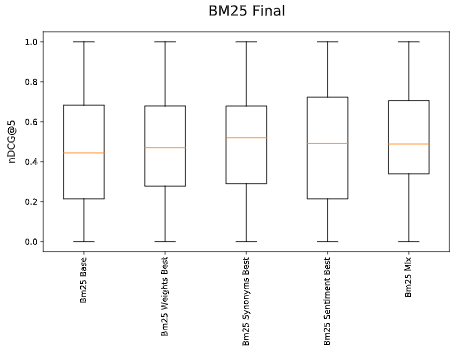 BM25 Final
nDCG@5
1.0
0.8
0.6
0.4
0.2
0.0
Bm25 Base
Bm25 Weights Best
Bm25 Synonyms Best
Bm25 Sentiment Best
Bm25 Mix